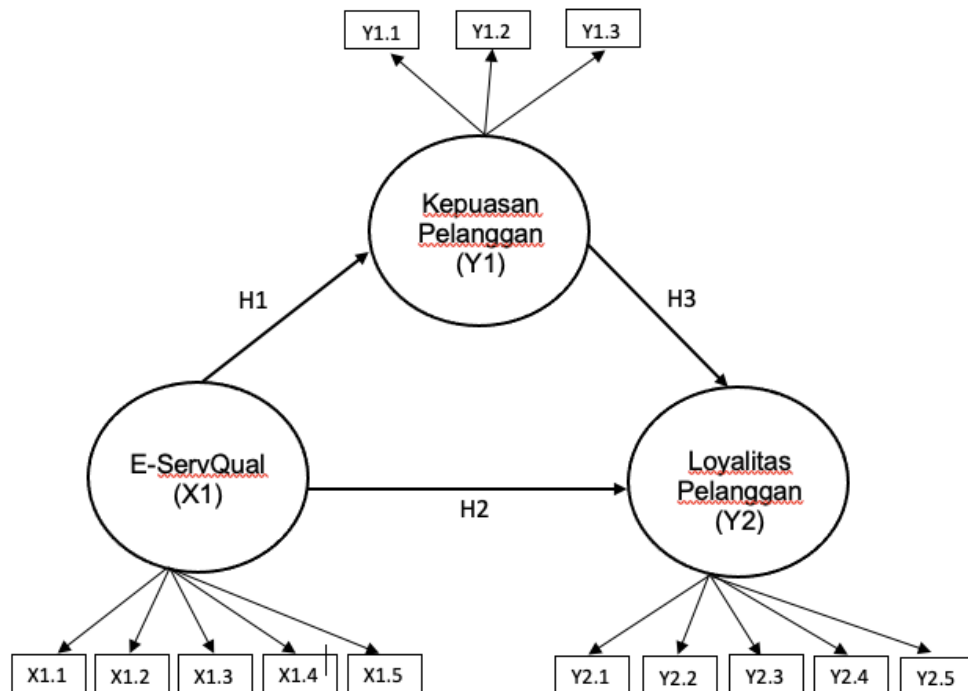 Y1.1
Y1.2
Y1.3
Kepuasan
Pelanggan
(Y1)
H1
H3
E-ServQual
(X1)
H2
Loyalitas
Pelanggan
(Y2)
X1.1
X1.2
X1.3
X1.4
X1.5
Y2.1
Y2.2
Y2.3
Y2.4
Y2.5